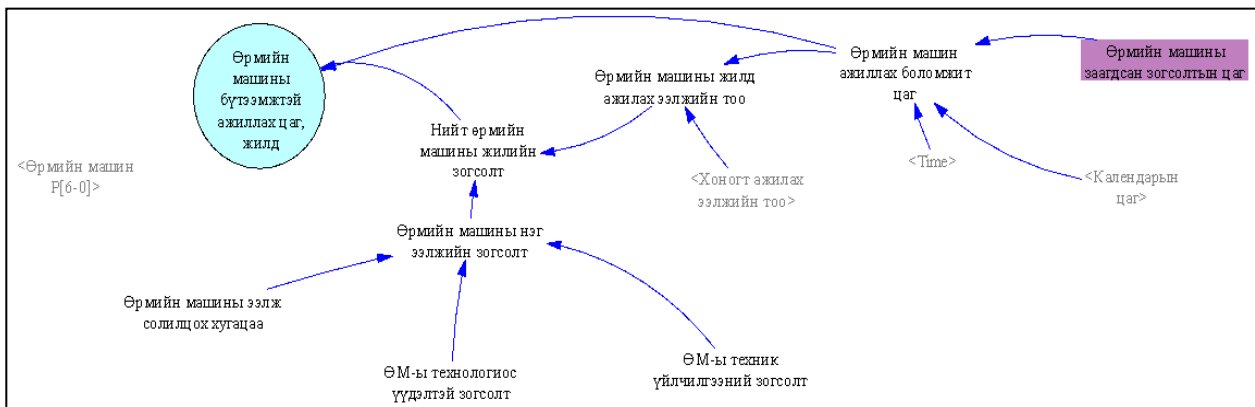 Өрмийн
машины
бүтээмжтэй
ажиллах цаг,
жилд
Өрмийн машины жилд
ажилах ээлжийн тоо
Өрмийн машин
ажиллах боломжит
цаг
Өрмийн машины
заагдсан зогсолтын цаг
Нийт өрмийн
машины жилийн
зогсолт
<Өрмийн машин
Р[6-0]>
<Хоногт ажилах
ээлжийн тоо>
<Time>
<Календарын
цаг>
Өрмийн машины нэг
ээлжийн зогсолт
Өрмийн машины ээлж
солилцох хугацаа
ӨМ-ы технологиос
үүдэлтэй зогсолт
ӨМ-ы техник
үйлчилгээний зогсолт